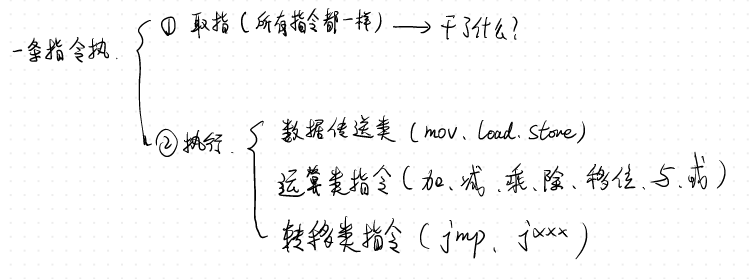 一条指令执.
① 取指(所有指令都一样) → 干了什么?
② 执行.
数据传送类 (mov、load、store)
运算类指令(加、减、乘、除、移位、与、或)
转移类指令 (jmp、jxxx)